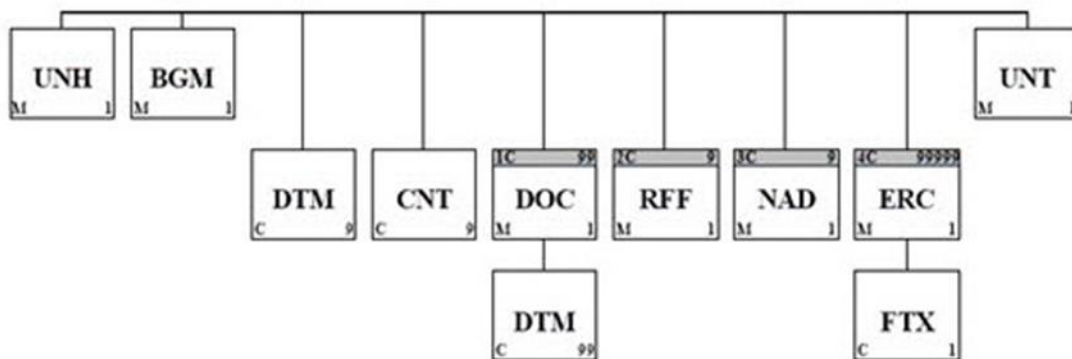 UNH BGM UNT
M 1 M 1 M 1
1C 99 2C 9 3C 9 4C 99999
DTM CNT DOC RFF NAD ERC
C 9 C 9 M 1 M 1 M 1 M 1
DTM FTX
C 99 C 1